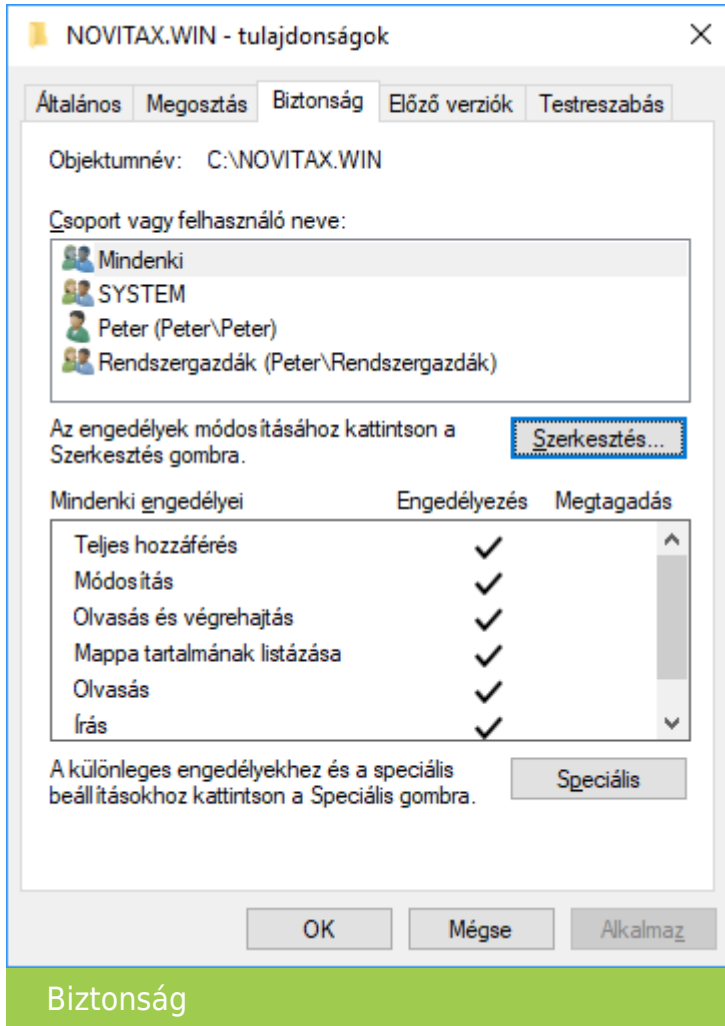 NOVITAX.WIN - tulajdonságok
Általános Megosztás Biztonság Előző verziók Testreszabás
Objektumnév: C:\NOVITAX.WIN
Csoport vagy felhasználó neve:
Mindenki
SYSTEM
Peter (Peter\Peter)
Rendszergazdák (Peter\Rendszergazdák)
Az engedélyek módosításához kattintson a
Szerkesztés gombra.
Szerkesztés...
Mindenki engedélyei Engedélyezés Megtagadás
Teljes hozzáférés
Módosítás
Olvasás és végrehajtás
Mappa tartalmának listázása
Olvasás
Írás
A különleges engedélyekhez és a speciális
beállításokhoz kattintson a Speciális gombra.
Speciális
OK Mégse Alkalmaz
Biztonság